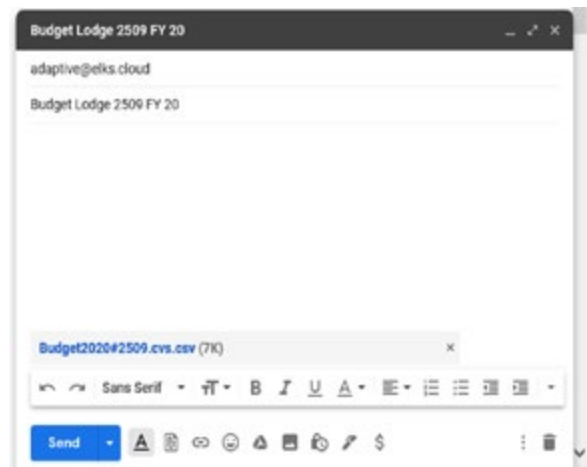 Budget Lodge 2509 FY 20
adaptive@elks.cloud
Budget Lodge 2509 FY 20
Budget2020#2509.cvs.csv (7K)
Sans Serif
Send